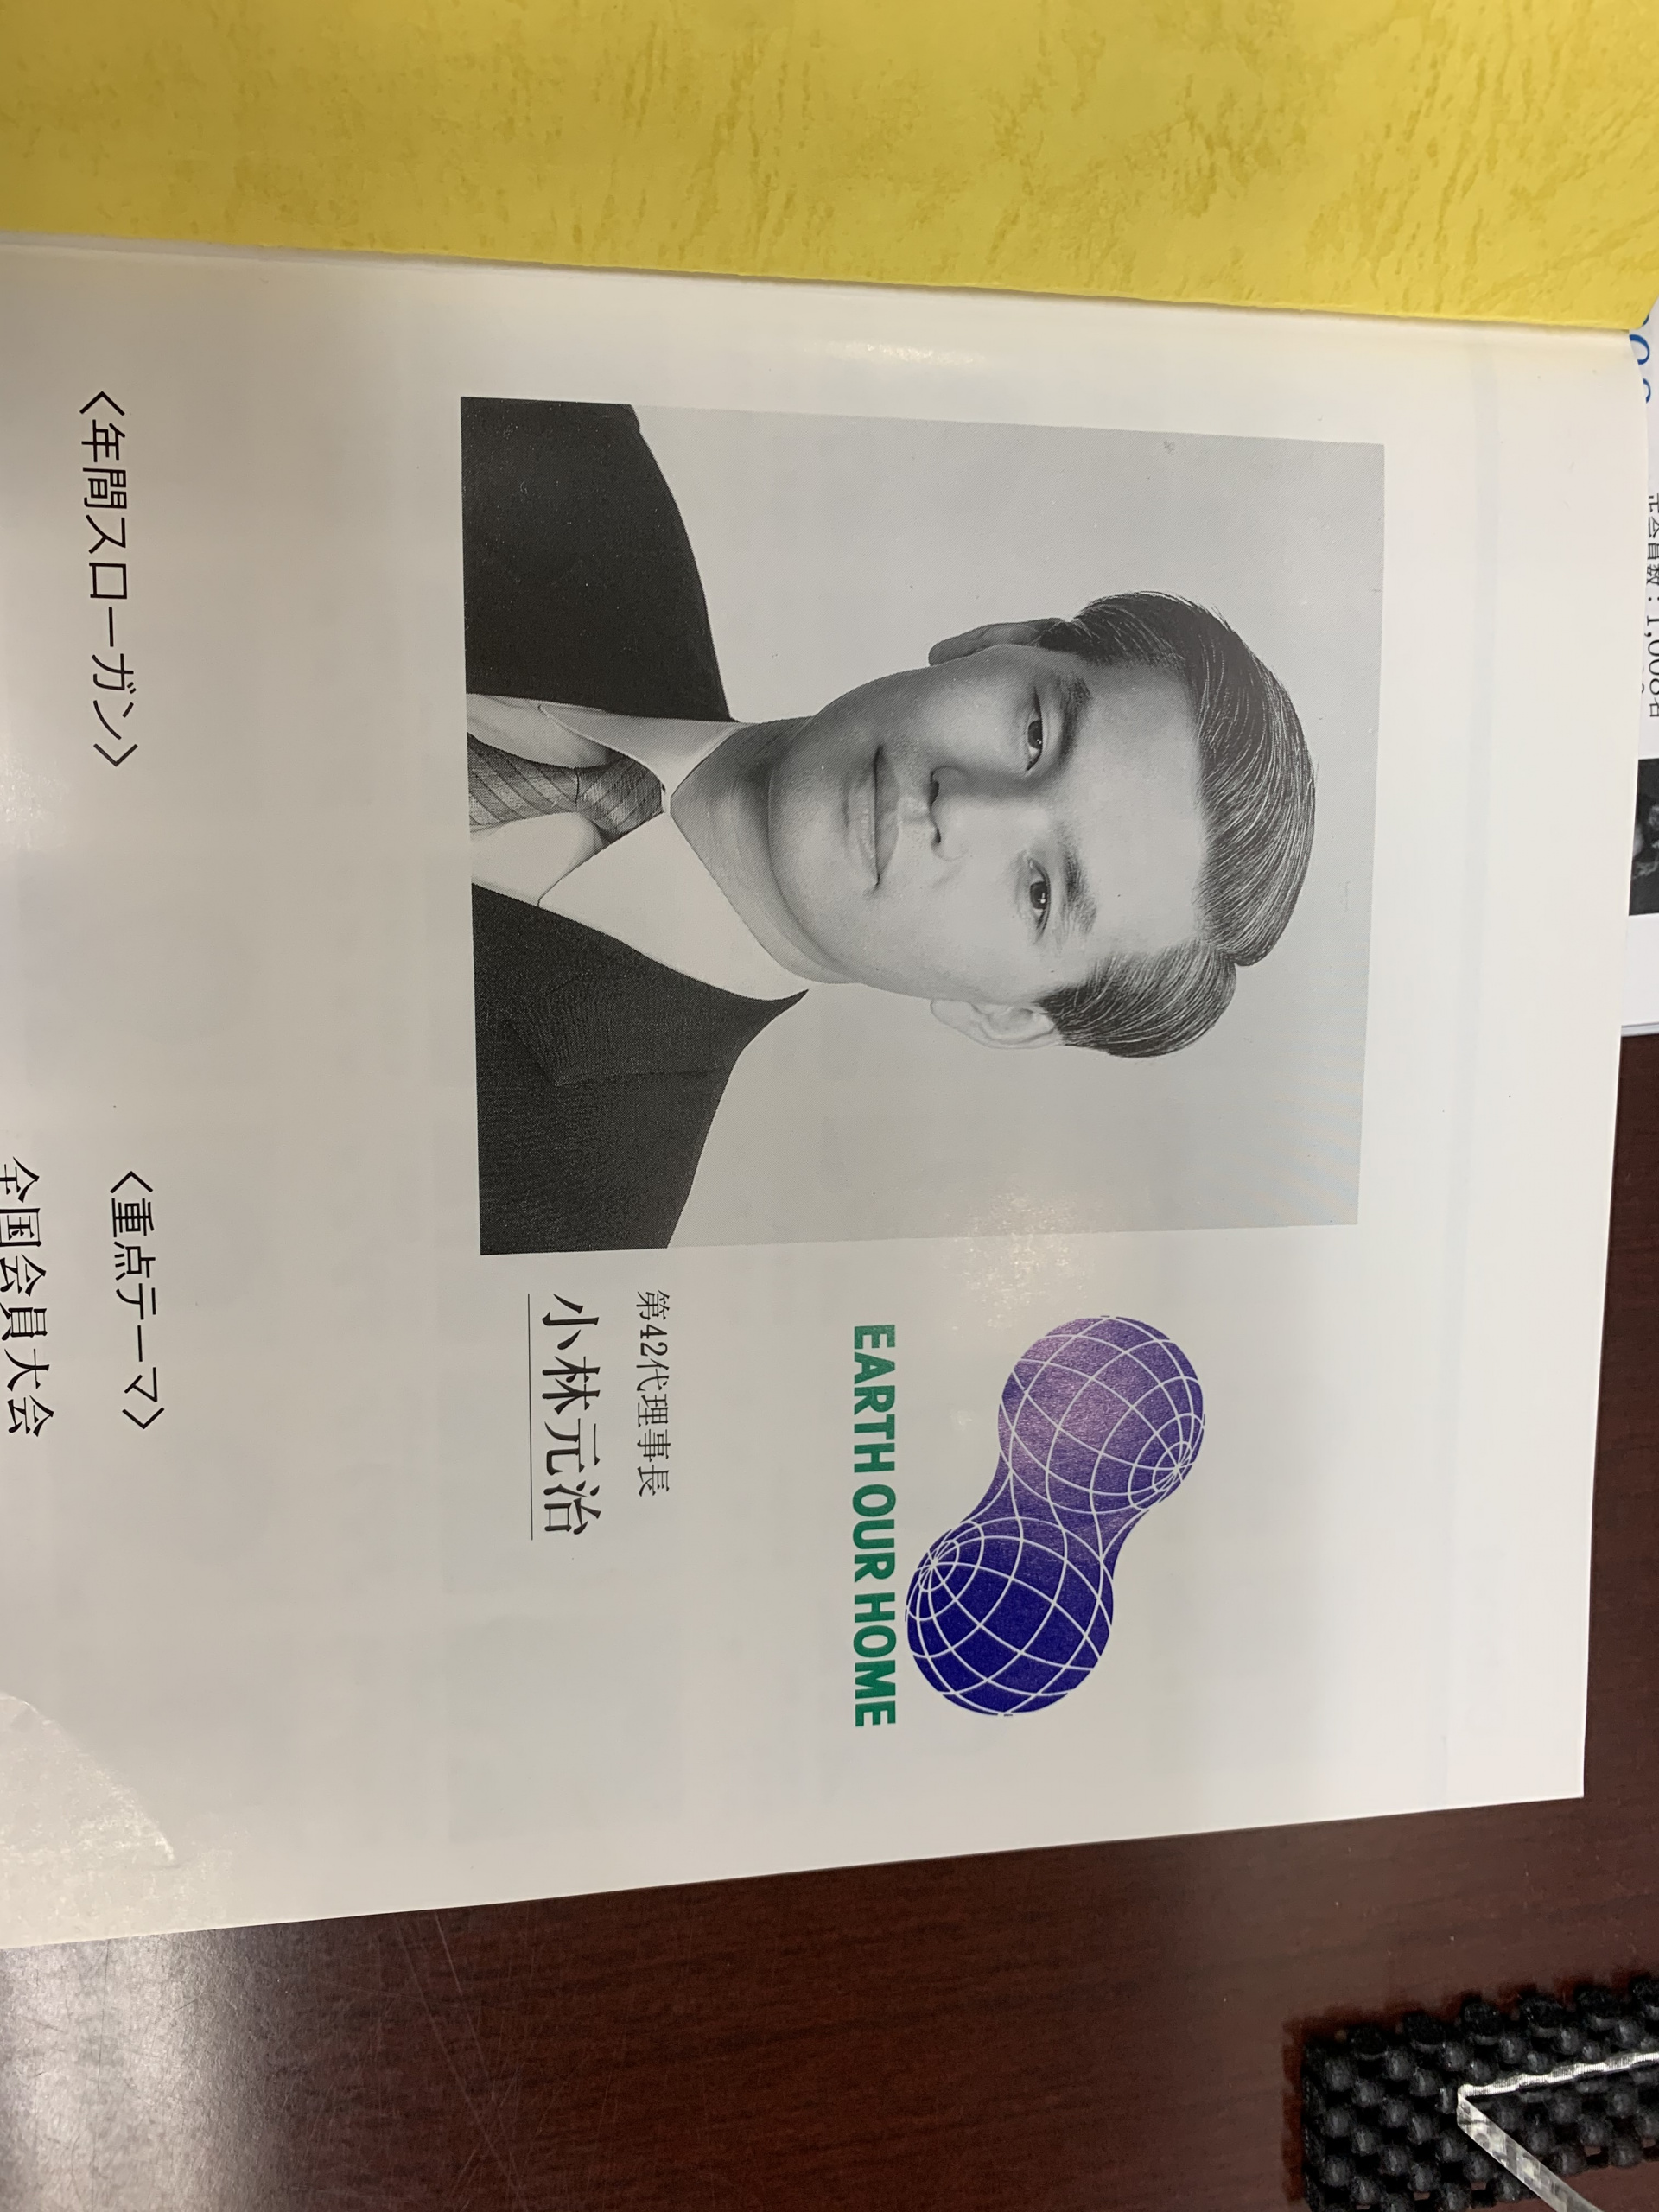 EARTH OUR HOME
第42代理事長
小林元治
〈年間スローガン〉
〈重点テーマ〉
全国会員大会